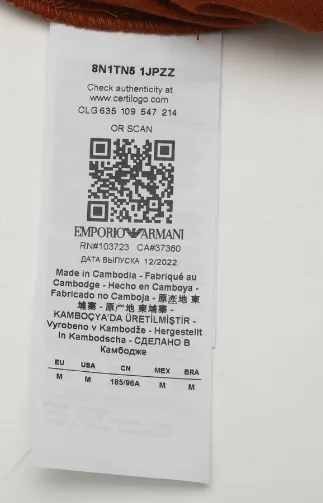 8N1TN5 1JPZZ
Check authenticity at
www.certilogo.com
CLG 635 109 547 214
OR SCAN
EMPORIO ARMANI
RN#103723 CA#37360
ДАТА ВЫПУСКА 12/2022
Made in Cambodia - Fabriqué au
Cambodge - Hecho en Camboya -
Fabricado no Camboja - 原產地 柬
埔寨 - 原产地 柬埔寨 -
KAMBOÇYA'DA ÜRETİLMİŞTİR -
Vyrobeno v Kambodže - Hergestellt
in Kambodscha - СДЕЛАНО В
Камбодже
EU USA CN MEX BRA
M M 185/96A M M